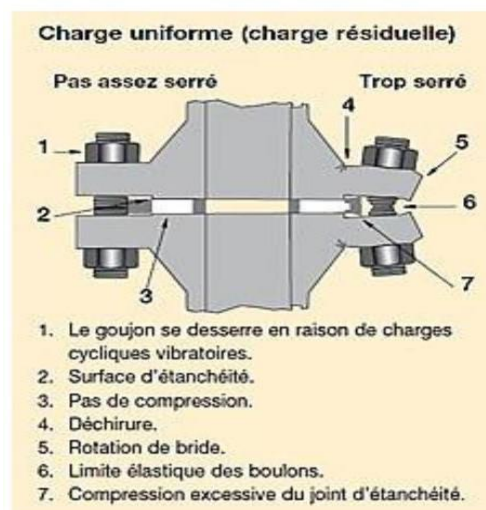 Charge uniforme (charge résiduelle)
Pas assez serré
Trop serré
4
1
5
2
6
3
7
1. Le goujon se desserre en raison de charges
cycliques vibratoires.
2. Surface d'étanchéité.
3. Pas de compression.
4. Déchirure.
5. Rotation de bride.
6. Limite élastique des boulons.
7. Compression excessive du joint d'étanchéité.